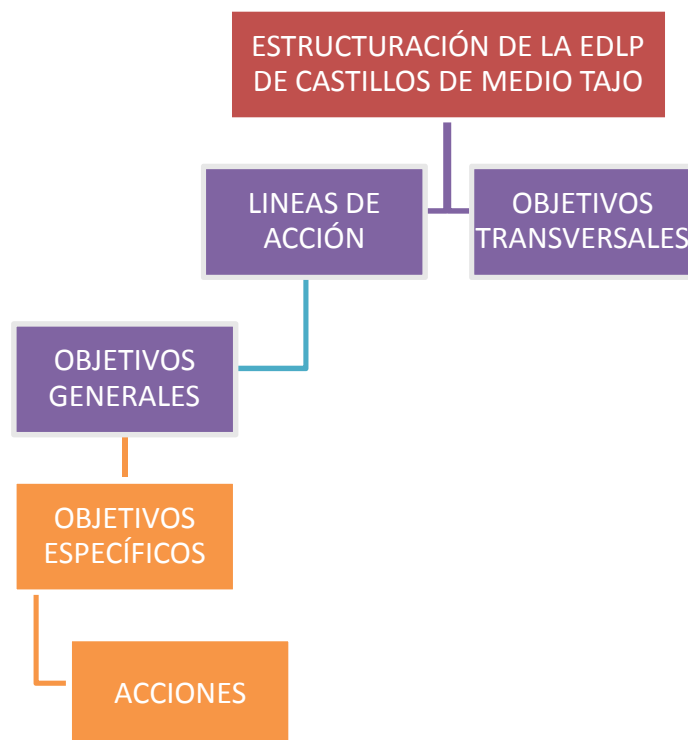 ESTRUCTURACIÓN DE LA EDLP
DE CASTILLOS DE MEDIO TAJO
LINEAS DE
ACCIÓN
OBJETIVOS
TRANSVERSALES
OBJETIVOS
GENERALES
OBJETIVOS
ESPECÍFICOS
ACCIONES